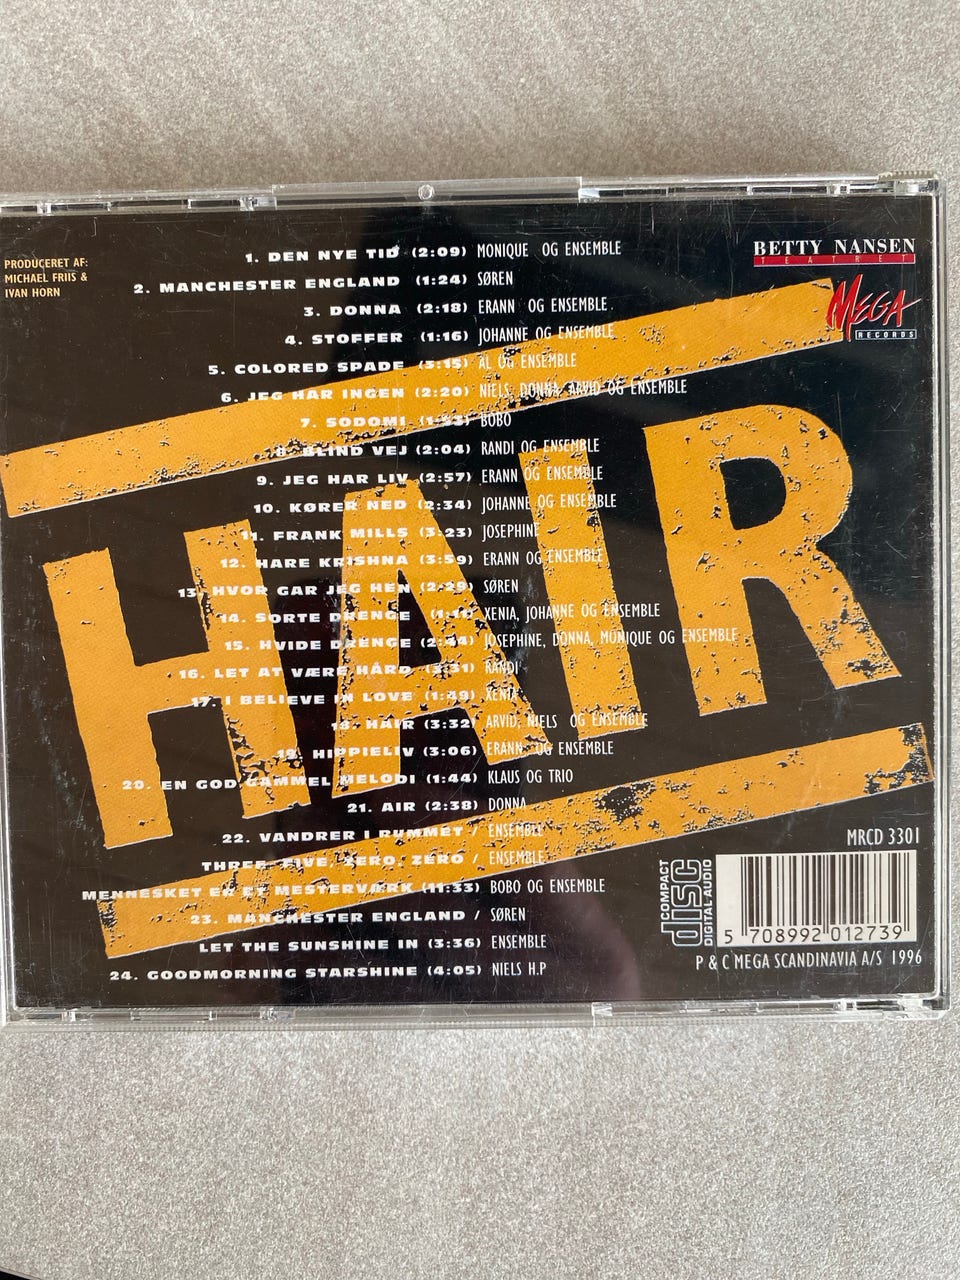 PRODUCERET AF:
MICHAEL FRIIS &
IVAN HORN
1. DEN NYE TID (2:09) MONIQUE OG ENSEMBLE
2. MANCHESTER ENGLAND (1:24) SØREN
3. DONNA (2:18) ERANN OG ENSEMBLE
4. STOFFER (1:16) JOHANNE OG ENSEMBLE
5. COLORED SPADE (3:15) AL OG ENSEMBLE
6. JEG HAR INGEN (2:20) NIELS, DONNA, ARVID OG ENSEMBLE
7. SODOMI BOBO
8. BLIND VEJ (2:04) RANDI OG ENSEMBLE
9. JEG HAR LIV (2:57) ERANN OG ENSEMBLE
10. KØRER NED (2:34) JOHANNE OG ENSEMBLE
11. FRANK MILLS (3:23) JOSEPHINE
12. HARE KRISHNA (3:59) ERANN OG ENSEMBLE
13. HVOR GAR JEG HEN (2:29) SØREN
14. SORTE DRENGE XENIA, JOHANNE OG ENSEMBLE
15. HVIDE DRENGE (2:44) JOSEPHINE, DONNA, MONIQUE OG ENSEMBLE
16. LET AT VÆRE HÅRD (3:31) RANDI
17. I BELIEVE IN LOVE (1:49) XENIA
18. HAIR (3:32) ARVID, NIELS OG ENSEMBLE
19. HIPPIELIV (3:06) ERANN OG ENSEMBLE
20. EN GOD GAMMEL MELODI (1:44) KLAUS OG TRIO
21. AIR (2:38) DONNA
22. VANDRER I RUMMET / ENSEMBLE
THREE, FIVE, ZERO, ZERO / ENSEMBLE
MENNESKET ER ET MESTERVÆRK (11:33) BOBO OG ENSEMBLE
23. MANCHESTER ENGLAND / SØREN
LET THE SUNSHINE IN (3:36) ENSEMBLE
24. GOODMORNING STARSHINE (4:05) NIELS H.P
BETTY NANSEN
TEATRET
MEGA
RECORDS
HAIR
MRCD 3301
COMPACT
disc
DIGITAL AUDIO
5 708992 012739
P & C MEGA SCANDINAVIA A/S 1996